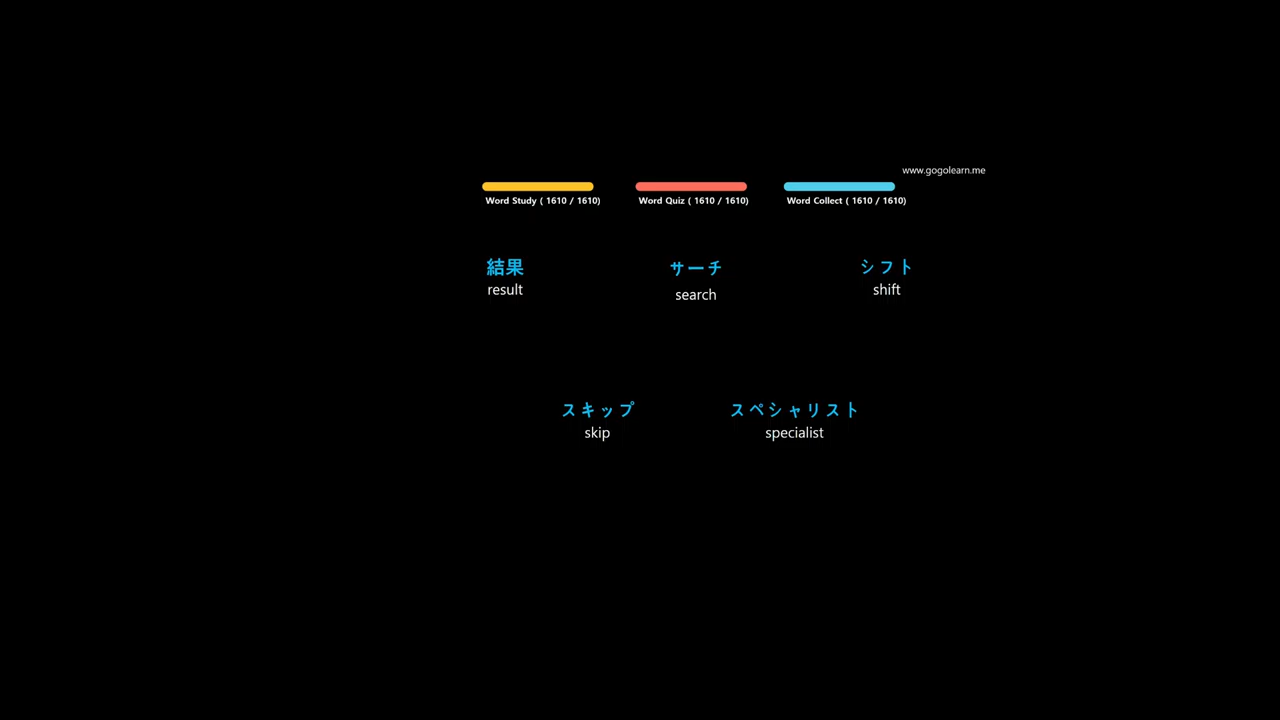 www.gogolearn.me
Word Study ( 1610 / 1610)
Word Quiz ( 1610 / 1610)
Word Collect ( 1610 / 1610)
結果
result
サーチ
search
シフト
shift
スキップ
skip
スペシャリスト
specialist